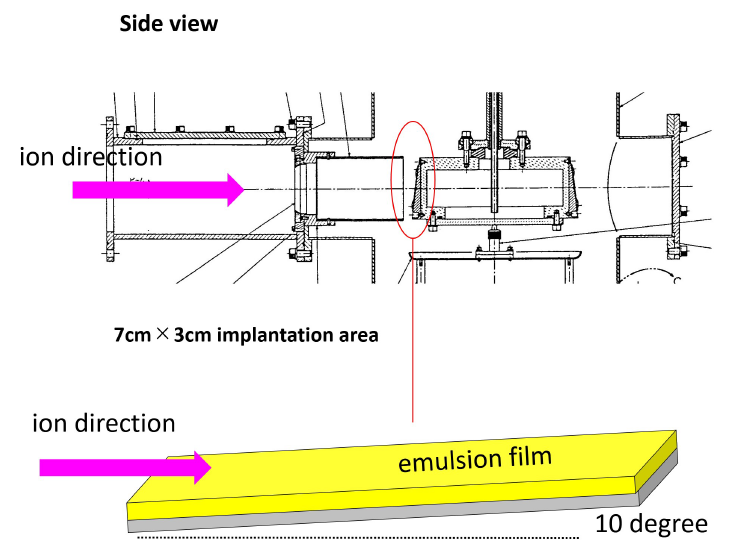 Side view
ion direction
7cm×3cm implantation area
ion direction
emulsion film
10 degree